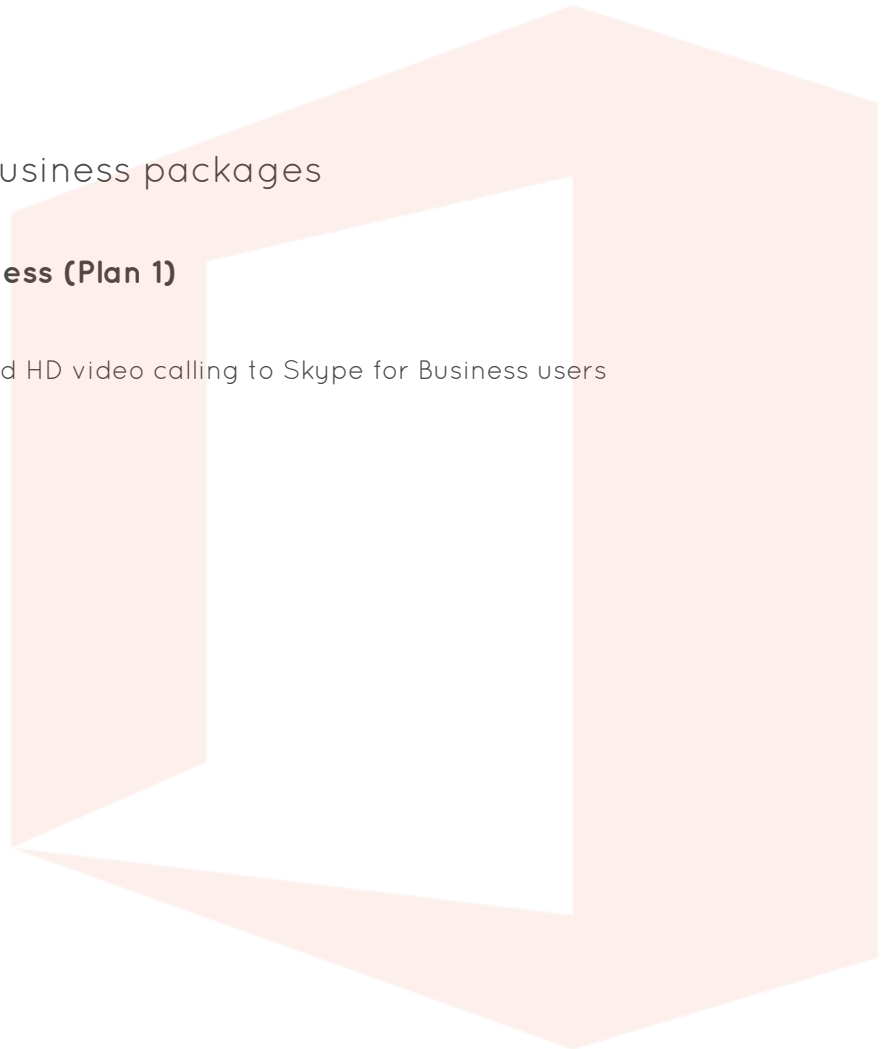 usiness packages
ess (Plan 1)
d HD video calling to Skype for Business users